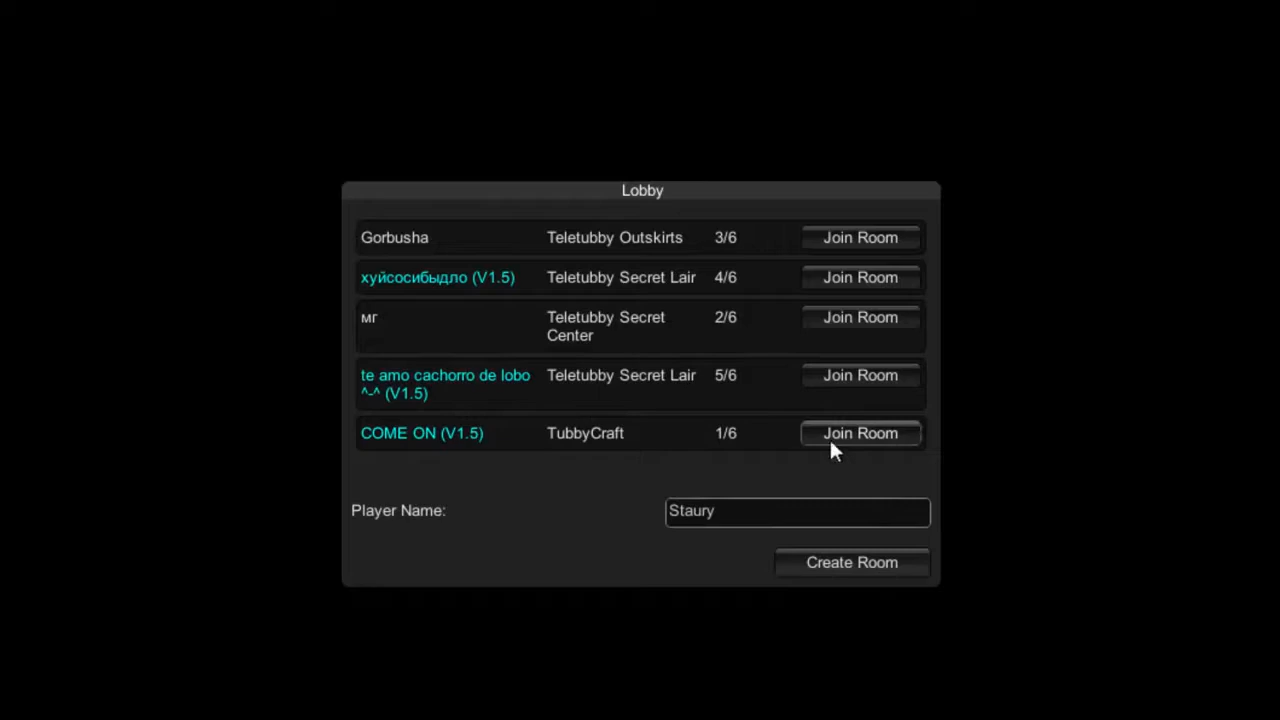 Lobby
Gorbusha Teletubby Outskirts 3/6 Join Room
хуйсосибыдло (V1.5) Teletubby Secret Lair 4/6 Join Room
мг Teletubby Secret 2/6 Join Room
Center
te amo cachorro de lobo Teletubby Secret Lair 5/6 Join Room
^-^ (V1.5)
COME ON (V1.5) TubbyCraft 1/6 Join Room
Player Name: Staury
Create Room